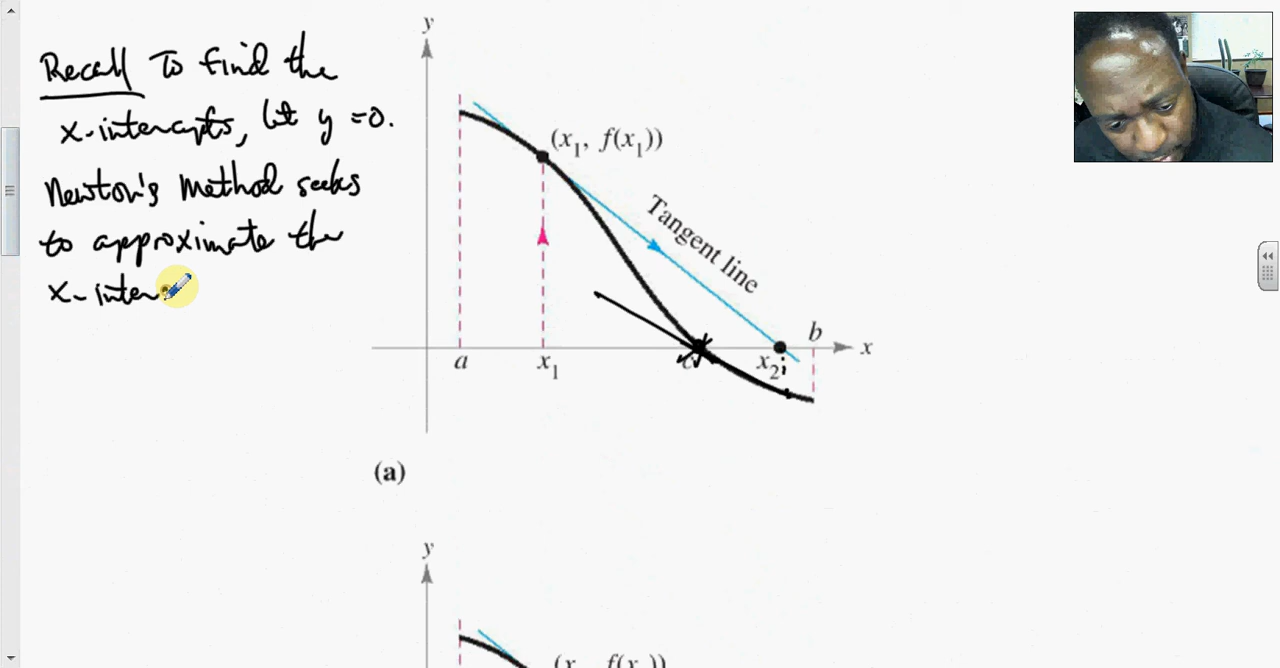 Recall To find the
x-intercepts, let y =0.
Newton's method seeks
to approximate the
x-inter
y
(x1, f(x1))
Tangent line
a
x1
c
x2
b
x
(a)
y
(x f(x ))